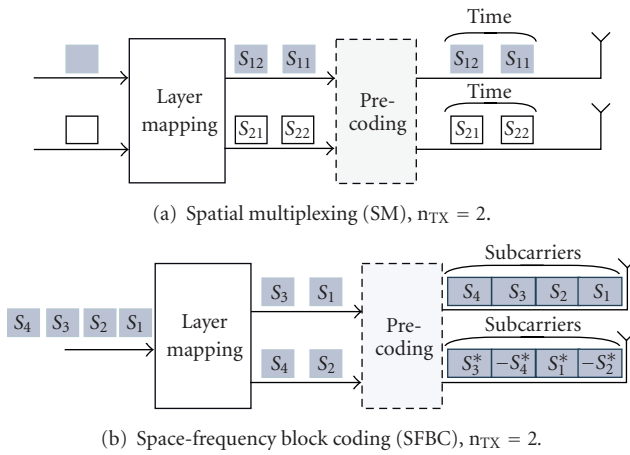 Time
S12 S11
S12 S11
Layer mapping
Pre-coding
Time
S21 S22
S21 S22
(a) Spatial multiplexing (SM), nTX = 2.
Subcarriers
S3 S1
S4 S3 S2 S1
S4 S3 S2 S1
Layer mapping
Pre-coding
Subcarriers
S4 S2
S3* −S4* S1* −S2*
(b) Space-frequency block coding (SFBC), nTX = 2.